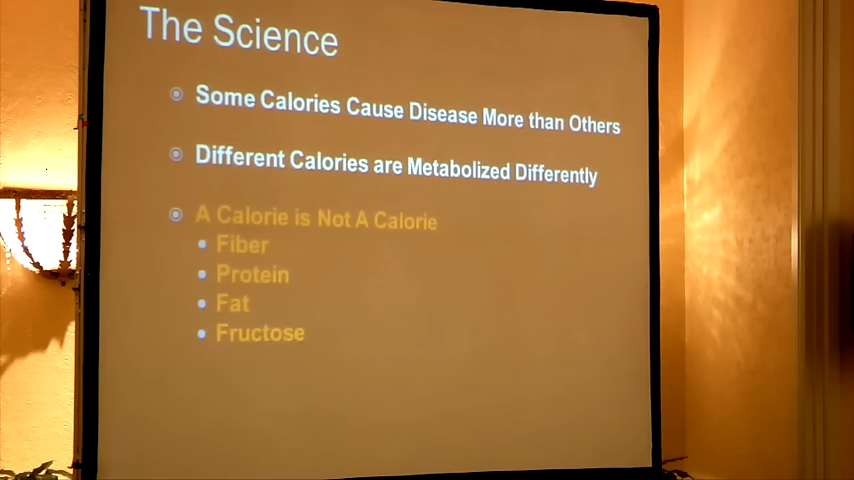 The Science
Some Calories Cause Disease More than Others
Different Calories are Metabolized Differently
A Calorie is Not A Calorie
Fiber
Protein
Fat
Fructose